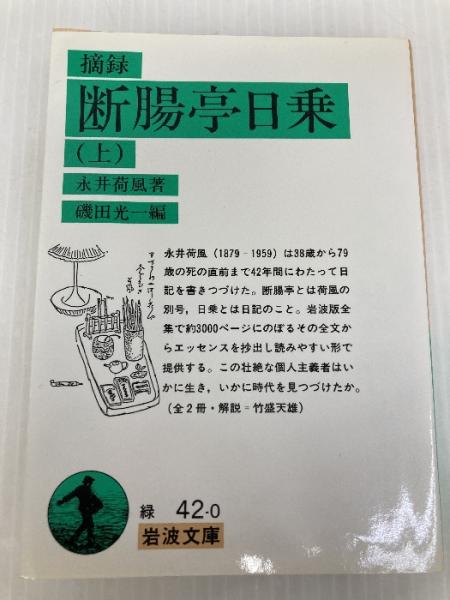 摘録
断腸亭日乗
(上)
永井荷風著
磯田光一編
永井荷風(1879-1959)は38歳から79
歳の死の直前まで42年間にわたって日
記を書きつづけた。断腸亭とは荷風の
別号,日乗とは日記のこと。岩波版全
集で約3000ページにのぼるその全文か
らエッセンスを抄出し読みやすい形で
提供する。この壮絶な個人主義者はい
かに生き,いかに時代を見つづけたか。
(全2冊・解説=竹盛天雄)
緑 42-0
岩波文庫